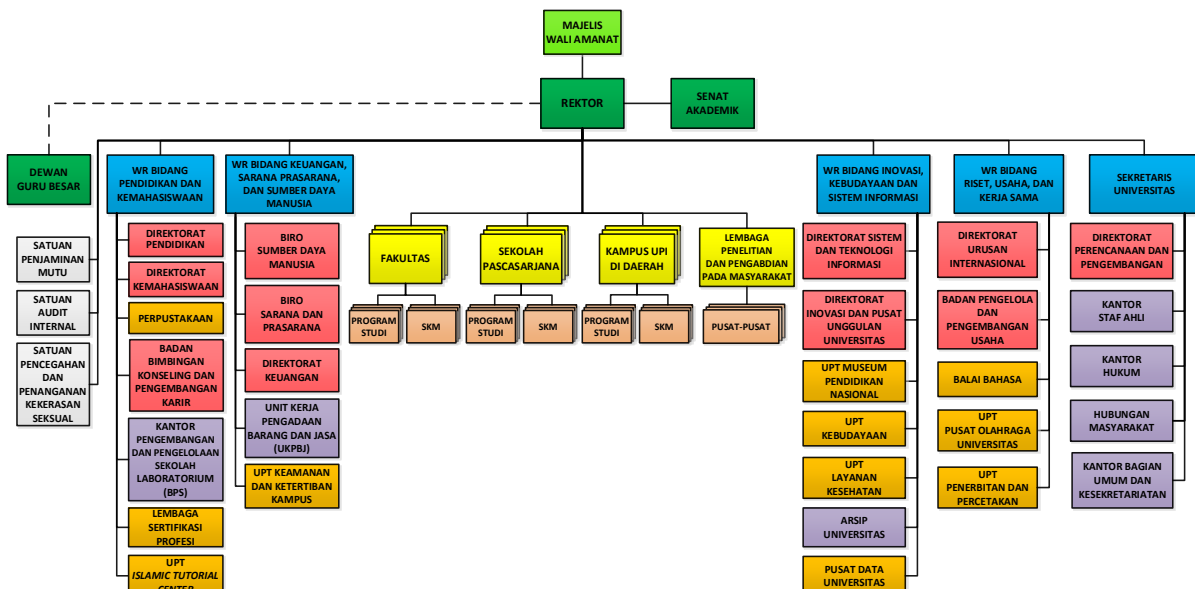 MAJELIS
WALI AMANAT
REKTOR
SENAT
AKADEMIK
DEWAN
GURU BESAR
WR BIDANG
PENDIDIKAN DAN
KEMAHASISWAAN
WR BIDANG KEUANGAN,
SARANA PRASARANA,
DAN SUMBER DAYA
MANUSIA
WR BIDANG INOVASI,
KEBUDAYAAN DAN
SISTEM INFORMASI
WR BIDANG
RISET, USAHA, DAN
KERJA SAMA
SEKRETARIS
UNIVERSITAS
SATUAN
PENJAMINAN
MUTU
SATUAN
AUDIT
INTERNAL
SATUAN
PENCEGAHAN
DAN
PENANGANAN
KEKERASAN
SEKSUAL
DIREKTORAT
PENDIDIKAN
DIREKTORAT
KEMAHASISWAAN
PERPUSTAKAAN
BADAN
BIMBINGAN
KONSELING DAN
PENGEMBANGAN
KARIR
KANTOR
PENGEMBANGAN
DAN PENGELOLAAN
SEKOLAH
LABORATORIUM
(BPS)
LEMBAGA
SERTIFIKASI
PROFESI
UPT
ISLAMIC TUTORIAL
CENTER
BIRO
SUMBER DAYA
MANUSIA
BIRO
SARANA DAN
PRASARANA
DIREKTORAT
KEUANGAN
UNIT KERJA
PENGADAAN
BARANG DAN JASA
(UKPBJ)
UPT KEAMANAN
DAN KETERTIBAN
KAMPUS
FAKULTAS
PROGRAM
STUDI
SKM
SEKOLAH
PASCASARJANA
PROGRAM
STUDI
SKM
KAMPUS UPI
DI DAERAH
PROGRAM
STUDI
SKM
LEMBAGA
PENELITIAN
DAN PENGABDIAN
PADA MASYARAKAT
PUSAT-PUSAT
DIREKTORAT SISTEM
DAN TEKNOLOGI
INFORMASI
DIREKTORAT
INOVASI DAN PUSAT
UNGGULAN
UNIVERSITAS
UPT MUSEUM
PENDIDIKAN
NASIONAL
UPT
KEBUDAYAAN
UPT
LAYANAN
KESEHATAN
ARSIP
UNIVERSITAS
PUSAT DATA
UNIVERSITAS
DIREKTORAT
URUSAN
INTERNASIONAL
BADAN PENGELOLA
DAN
PENGEMBANGAN
USAHA
BALAI BAHASA
UPT
PUSAT OLAHRAGA
UNIVERSITAS
UPT
PENERBITAN DAN
PERCETAKAN
DIREKTORAT
PERENCANAAN DAN
PENGEMBANGAN
KANTOR
STAF AHLI
KANTOR
HUKUM
HUBUNGAN
MASYARAKAT
KANTOR BAGIAN
UMUM DAN
KESEKRETARIATAN